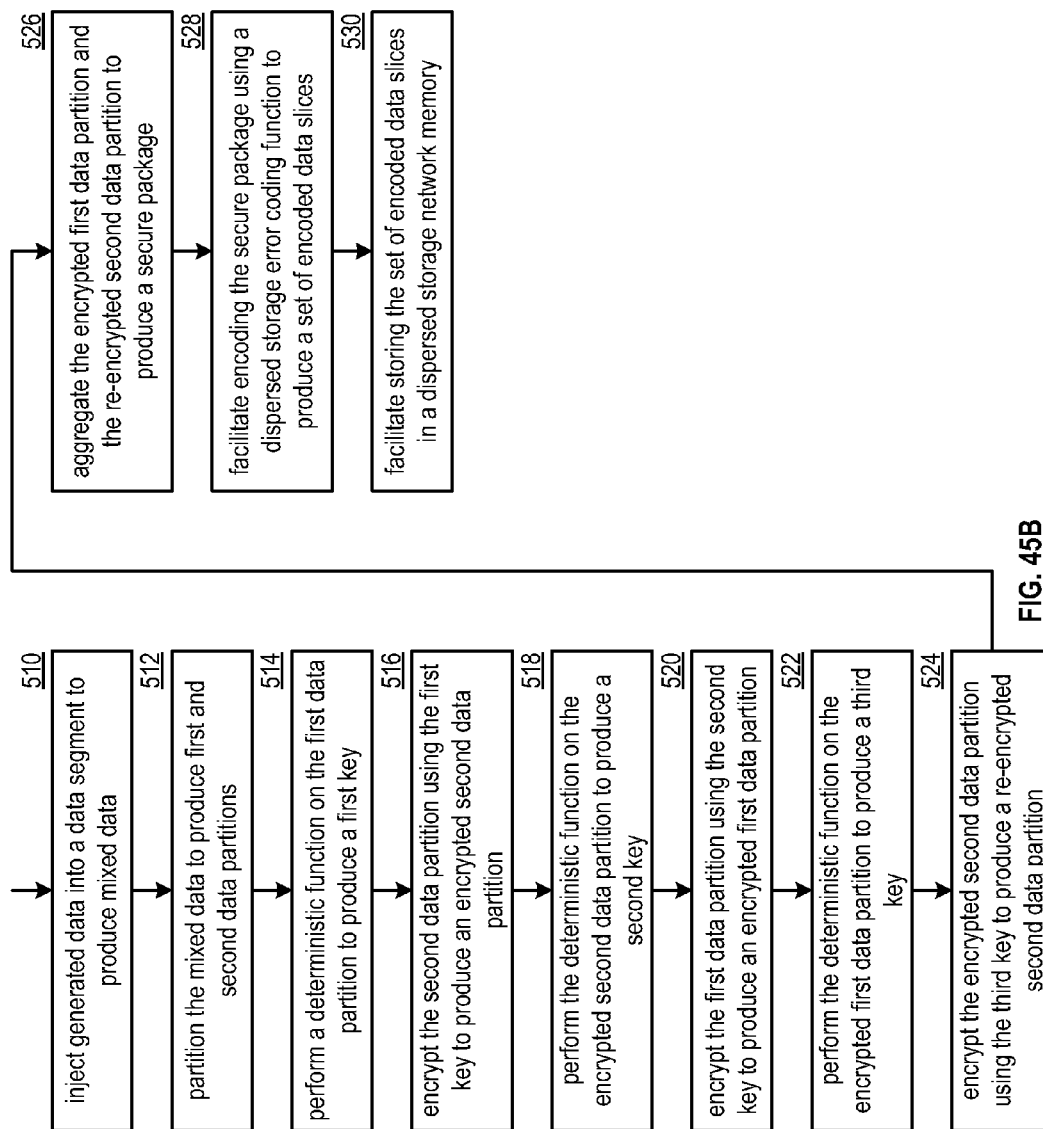 510
inject generated data into a data segment to
produce mixed data
512
partition the mixed data to produce first and
second data partitions
514
perform a deterministic function on the first data
partition to produce a first key
516
encrypt the second data partition using the first
key to produce an encrypted second data
partition
518
perform the deterministic function on the
encrypted second data partition to produce a
second key
520
encrypt the first data partition using the second
key to produce an encrypted first data partition
522
perform the deterministic function on the
encrypted first data partition to produce a third
key
524
encrypt the encrypted second data partition
using the third key to produce a re-encrypted
second data partition
526
aggregate the encrypted first data partition and
the re-encrypted second data partition to
produce a secure package
528
facilitate encoding the secure package using a
dispersed storage error coding function to
produce a set of encoded data slices
530
facilitate storing the set of encoded data slices
in a dispersed storage network memory
FIG. 45B